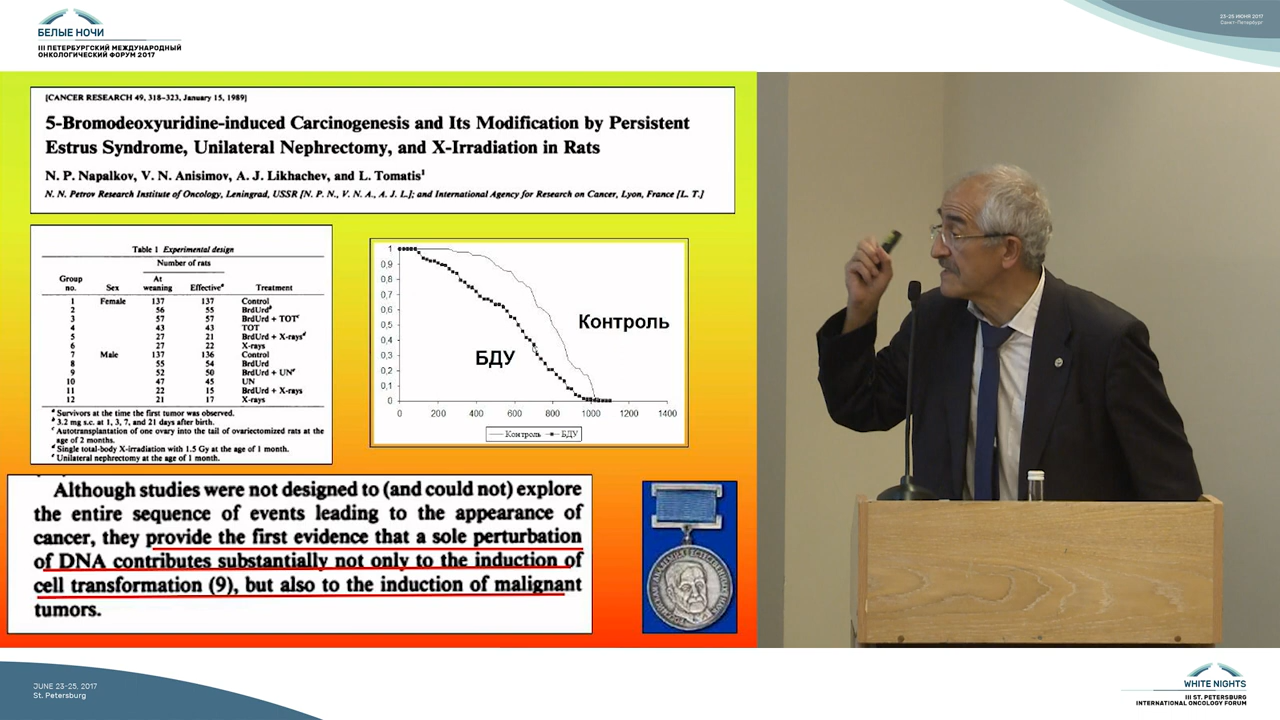 БЕЛЫЕ НОЧИ
III ПЕТЕРБУРГСКИЙ МЕЖДУНАРОДНЫЙ
ОНКОЛОГИЧЕСКИЙ ФОРУМ 2017
23-25 ИЮНЯ 2017
Санкт-Петербург
[CANCER RESEARCH 49, 318–323, January 15, 1989]
5-Bromodeoxyuridine-induced Carcinogenesis and Its Modification by Persistent
Estrus Syndrome, Unilateral Nephrectomy, and X-Irradiation in Rats
N. P. Napalkov, V. N. Anisimov, A. J. Likhachev, and L. Tomatis¹
N. N. Petrov Research Institute of Oncology, Leningrad, USSR [N. P. N., V. N. A., A. J. L.]; and International Agency for Research on Cancer, Lyon, France [L. T.]
Table 1 Experimental design
Number of rats
Group no. Sex At weaning Effectiveᵃ Treatment
1 Female 137 137 Control
2 56 55 BrdUrdᵇ
3 57 57 BrdUrd + TOTᶜ
4 43 43 TOT
5 27 21 BrdUrd + X-raysᵈ
6 27 22 X-rays
7 Male 137 136 Control
8 55 54 BrdUrd
9 52 50 BrdUrd + UNᵉ
10 47 45 UN
11 22 15 BrdUrd + X-rays
12 21 17 X-rays
ᵃ Survivors at the time the first tumor was observed.
ᵇ 3.2 mg s.c. at 1, 3, 7, and 21 days after birth.
ᶜ Autotransplantation of one ovary into the tail of ovariectomized rats at the
age of 2 months.
ᵈ Single total-body X-irradiation with 1.5 Gy at the age of 1 month.
ᵉ Unilateral nephrectomy at the age of 1 month.
1
0,9
0,8
0,7
0,6
0,5
0,4
0,3
0,2
0,1
0
0 200 400 600 800 1000 1200 1400
Контроль
БДУ
Контроль БДУ
Although studies were not designed to (and could not) explore
the entire sequence of events leading to the appearance of
cancer, they provide the first evidence that a sole perturbation
of DNA contributes substantially not only to the induction of
cell transformation (9), but also to the induction of malignant
tumors.
JUNE 23-25, 2017
St. Petersburg
WHITE NIGHTS
III ST. PETERSBURG
INTERNATIONAL ONCOLOGY FORUM